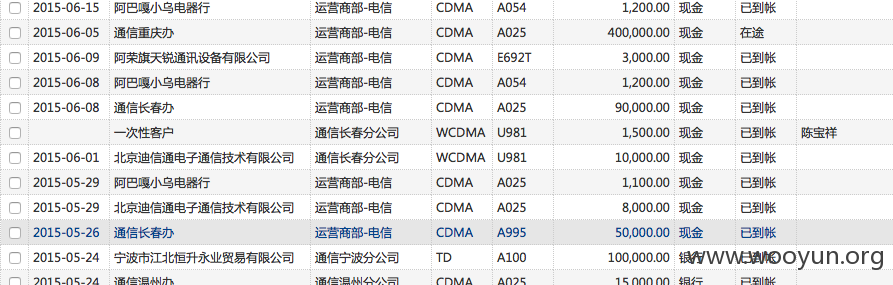 2015-06-15 阿巴嘎小乌电器行 运营商部-电信 CDMA A054 1,200.00 现金 已到帐
2015-06-05 通信重庆办 运营商部-电信 CDMA A025 400,000.00 现金 在途
2015-06-09 阿荣旗天锐通讯设备有限公司 运营商部-电信 CDMA E692T 3,000.00 现金 已到帐
2015-06-08 阿巴嘎小乌电器行 运营商部-电信 CDMA A054 1,200.00 现金 已到帐
2015-06-08 通信长春办 运营商部-电信 CDMA A025 90,000.00 现金 已到帐
一次性客户 通信长春分公司 WCDMA U981 1,500.00 现金 已到帐 陈宝祥
2015-06-01 北京迪信通电子通信技术有限公司 通信长春分公司 WCDMA U981 10,000.00 现金 已到帐
2015-05-29 阿巴嘎小乌电器行 运营商部-电信 CDMA A025 1,100.00 现金 已到帐
2015-05-29 北京迪信通电子通信技术有限公司 运营商部-电信 CDMA A025 8,000.00 现金 已到帐
2015-05-26 通信长春办 运营商部-电信 CDMA A995 50,000.00 现金 已到帐
2015-05-24 宁波市江北恒升永业贸易有限公司 通信宁波分公司 TD A100 100,000.00 银行 已到帐
www.wooyun.org
2015-05-24 通信温州办 通信温州分公司 CDMA A025 15,000.00 银行 已到帐